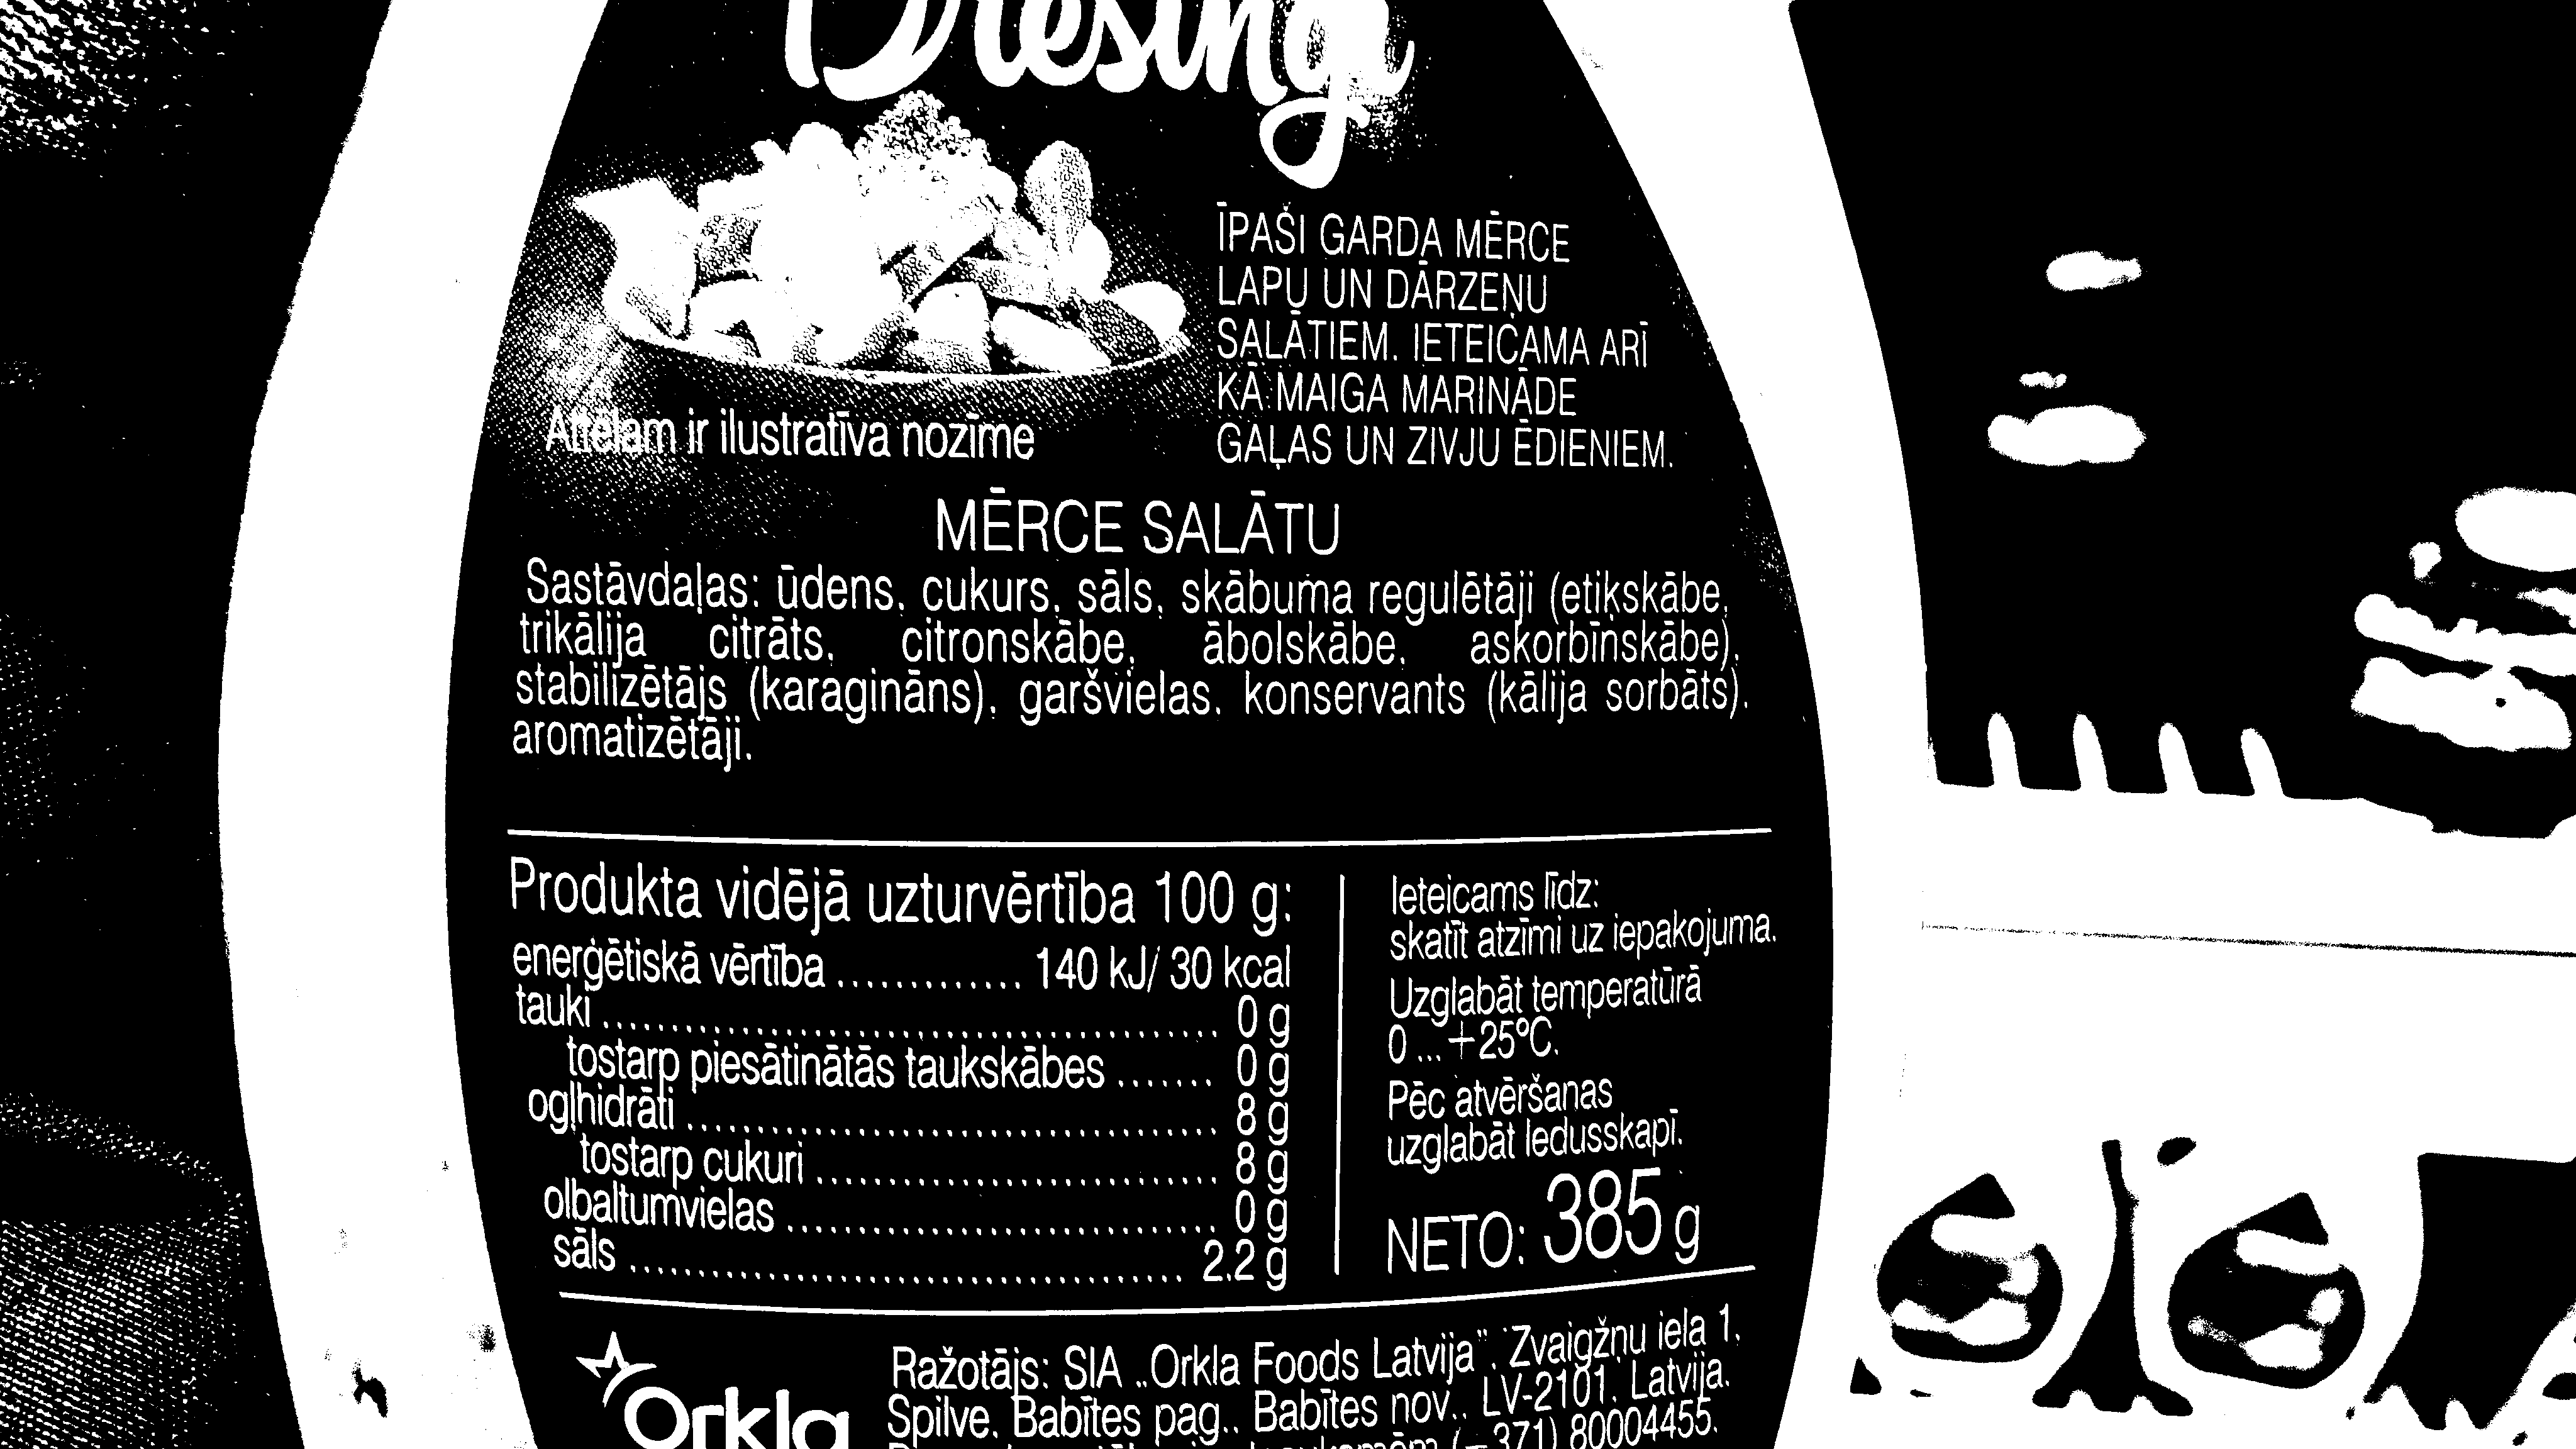 Dresingi
ĪPAŠI GARDA MĒRCE
LAPU UN DĀRZEŅU
SALĀTIEM. IETEICAMA ARĪ
KĀ MAIGA MARINĀDE
GAĻAS UN ZIVJU ĒDIENIEM.
Attēlam ir ilustratīva nozīme
MĒRCE SALĀTU
Sastāvdaļas: ūdens, cukurs, sāls, skābuma regulētāji (etiķskābe,
trikālija citrāts, citronskābe, ābolskābe, askorbīnskābe),
stabilizētājs (karagināns), garšvielas, konservants (kālija sorbāts),
aromatizētāji.
Produkta vidējā uzturvērtība 100 g:
enerģētiskā vērtība ............. 140 kJ/ 30 kcal
tauki ............................................. 0 g
tostarp piesātinātās taukskābes ....... 0 g
ogļhidrāti ....................................... 8 g
tostarp cukuri ............................. 8 g
olbaltumvielas ............................... 0 g
sāls ......................................... 2.2 g
Ieteicams līdz:
skatīt atzīmi uz iepakojuma.
Uzglabāt temperatūrā
0 ... +25°C.
Pēc atvēršanas
uzglabāt ledusskapī.
NETO: 385 g
Orkla
Ražotājs: SIA „Orkla Foods Latvija", Zvaigžņu iela 1,
Spilve, Babītes pag., Babītes nov., LV-2101, Latvija.
(+371) 80004455.